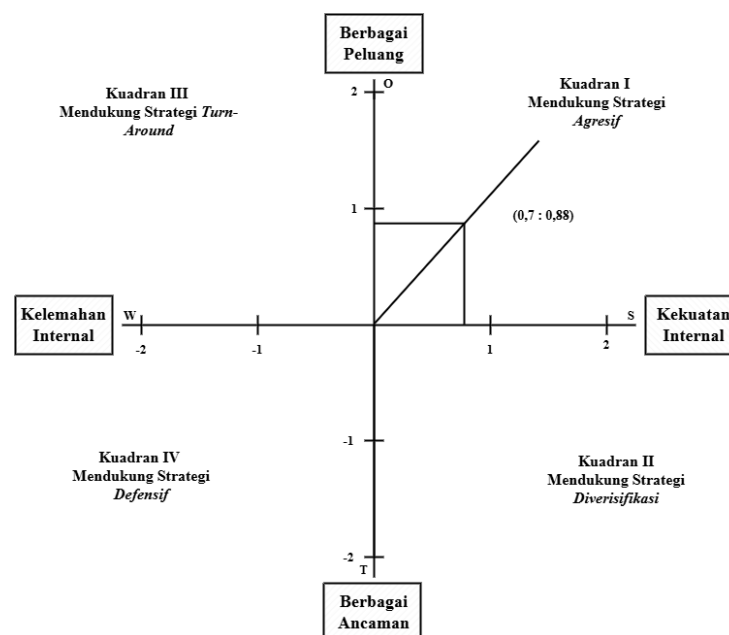 Berbagai
Peluang
O
Kuadran III
Mendukung Strategi Turn-
Around
Kuadran I
Mendukung Strategi
Agresif
2
1
(0,7 : 0,88)
Kelemahan
Internal
W
S
Kekuatan
Internal
-2
-1
1
2
-1
Kuadran IV
Mendukung Strategi
Defensif
Kuadran II
Mendukung Strategi
Diverisifikasi
-2
T
Berbagai
Ancaman